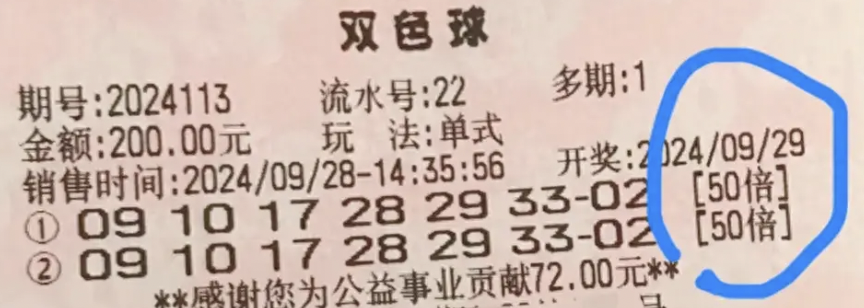 双色球
期号:2024113 流水号:22 多期:1
金额:200.00元 玩 法:单式
销售时间:2024/09/28-14:35:56 开奖:2024/09/29
① 09 10 17 28 29 33-02 [50倍]
② 09 10 17 28 29 33-02 [50倍]
**感谢您为公益事业贡献72.00元**